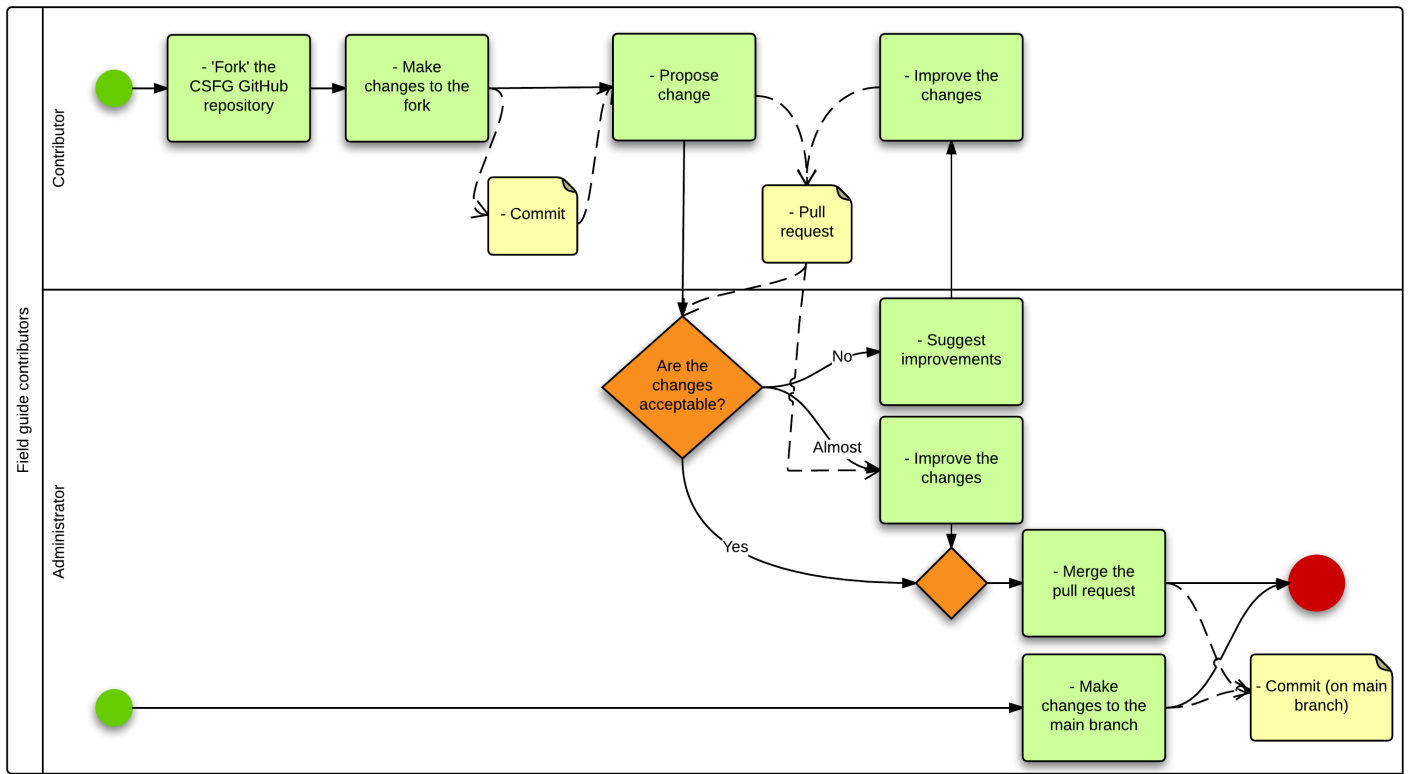 Field guide contributors
Contributor
- 'Fork' the
CSFG GitHub
repository
- Make
changes to the
fork
- Commit
- Propose
change
- Pull
request
- Improve the
changes
Administrator
Are the
changes
acceptable?
No
- Suggest
improvements
Almost
- Improve the
changes
Yes
- Merge the
pull request
- Make
changes to the
main branch
- Commit (on main
branch)